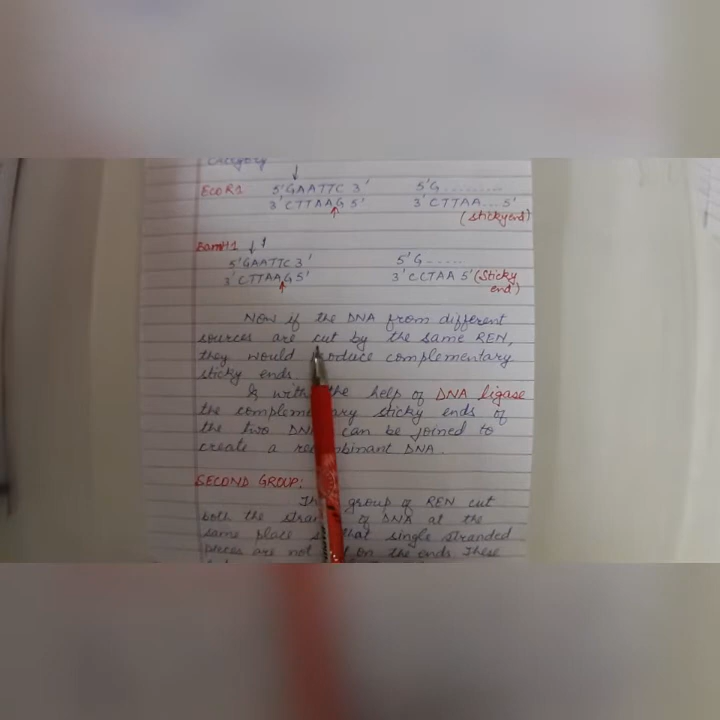 Category
EcoR1 5'GAATTC 3' 5'G..........
3'CTTAAG 5' 3'CTTAA...5'
(sticky end)
BamH1
5'GAATTC 3' 5'G.....
3'CTTAAG 5' 3'CCTAA 5' (sticky
end)
Now if the DNA from different
sources are cut by the same REN,
they would produce complementary
sticky ends.
& with the help of DNA ligase
the complementary sticky ends of
the two DNA can be joined to
create a recombinant DNA.
SECOND GROUP:
group of REN cut
both the of DNA at the
same place that single stranded
pieces are not on the ends These